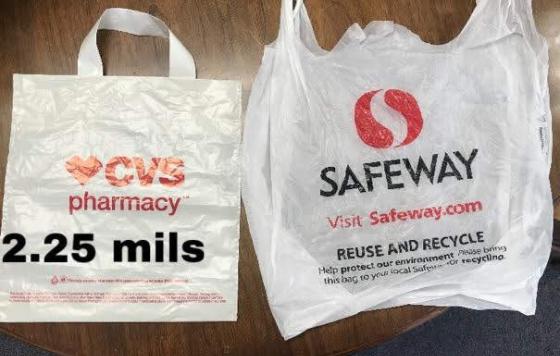 CVS
pharmacy™
2.25 mils
SAFEWAY
Visit Safeway.com
REUSE AND RECYCLE
Help protect our environment. Please bring
this bag to your local Safeway for recycling.